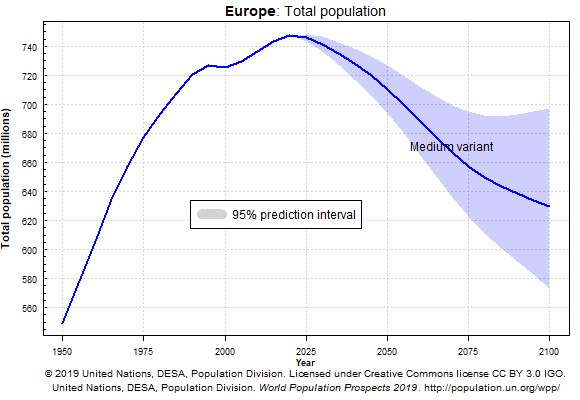 Europe: Total population
Total population (millions)
740
720
700
680
660
640
620
600
580
560
Medium variant
95% prediction interval
1950 1975 2000 2025 2050 2075 2100
Year
© 2019 United Nations, DESA, Population Division. Licensed under Creative Commons license CC BY 3.0 IGO.
United Nations, DESA, Population Division. World Population Prospects 2019. http://population.un.org/wpp/